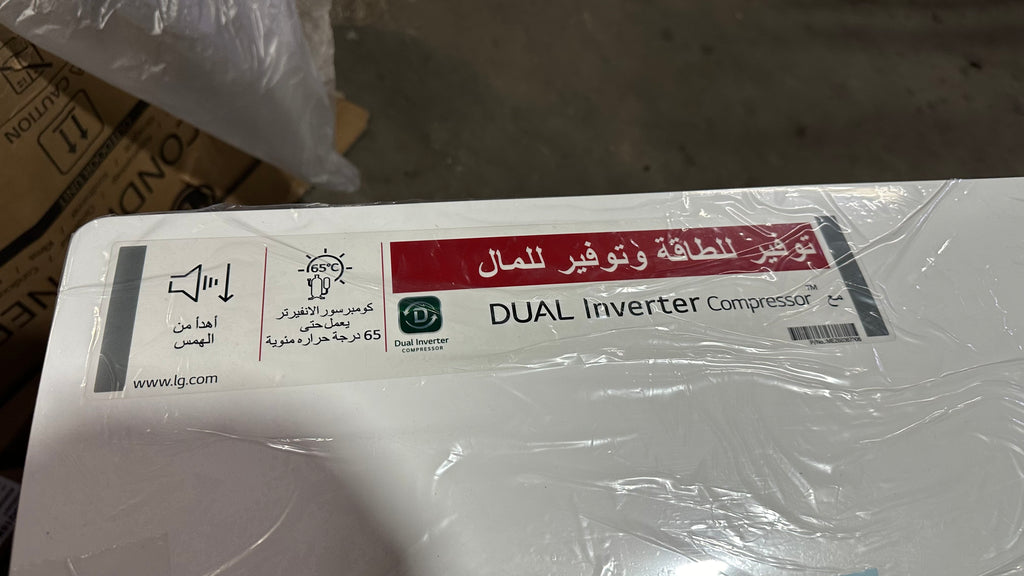 توفير للطاقة وتوفير للمال
مع DUAL Inverter Compressor™
Dual Inverter
COMPRESSOR
65°C
كومبرسور الانفيرتر
يعمل حتى
65 درجة حراره مئوية
أهدأ من
الهمس
www.lg.com
CAUTION